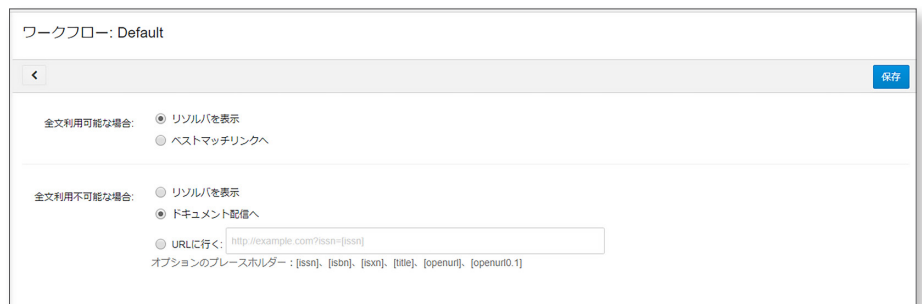 ワークフロー: Default
保存
全文利用可能な場合:
リゾルバを表示
ベストマッチリンクへ
全文利用不可能な場合:
リゾルバを表示
ドキュメント配信へ
URLに行く: http://example.com?issn=[issn]
オプションのプレースホルダー：[issn]、[isbn]、[isxn]、[title]、[openurl]、[openurl0.1]